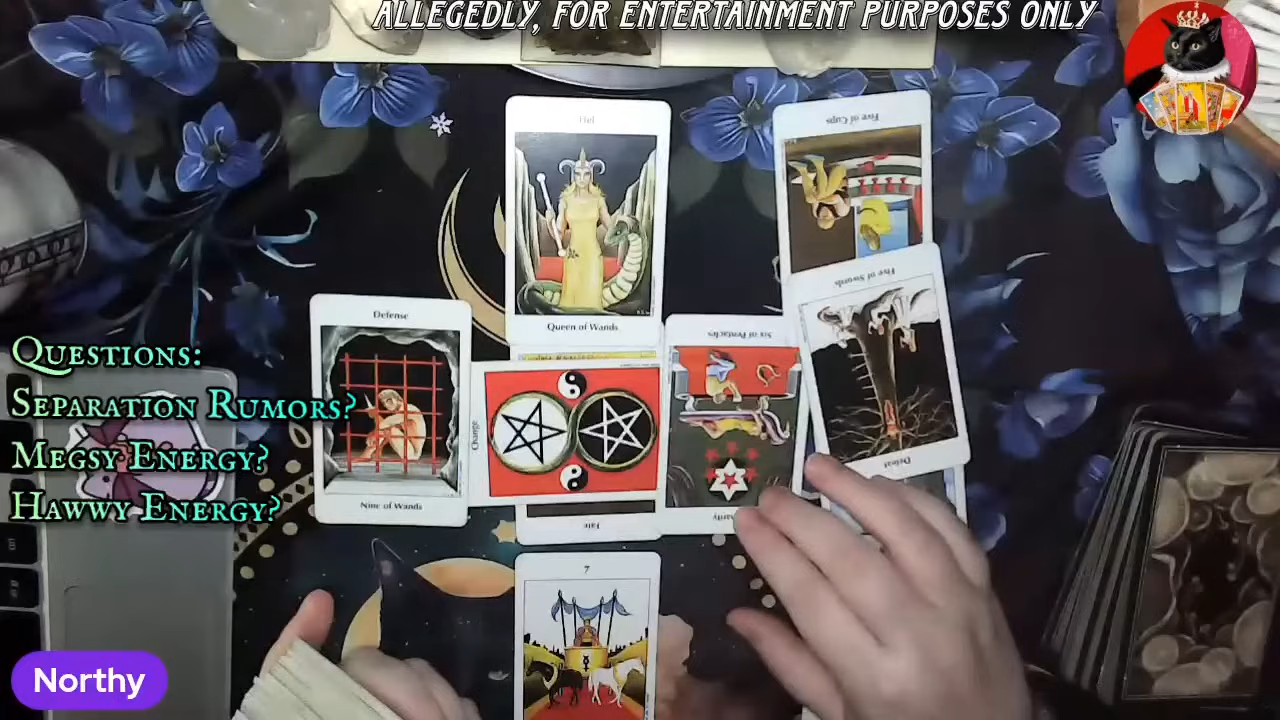 ALLEGEDLY, FOR ENTERTAINMENT PURPOSES ONLY
Five of Cups
Queen of Wands
Five of Swords
Defense
Six of Pentacles
Change
Questions:
Separation Rumors?
Megsy Energy?
Hawwy Energy?
Nine of Wands
Defeat
Fate
7
Northy